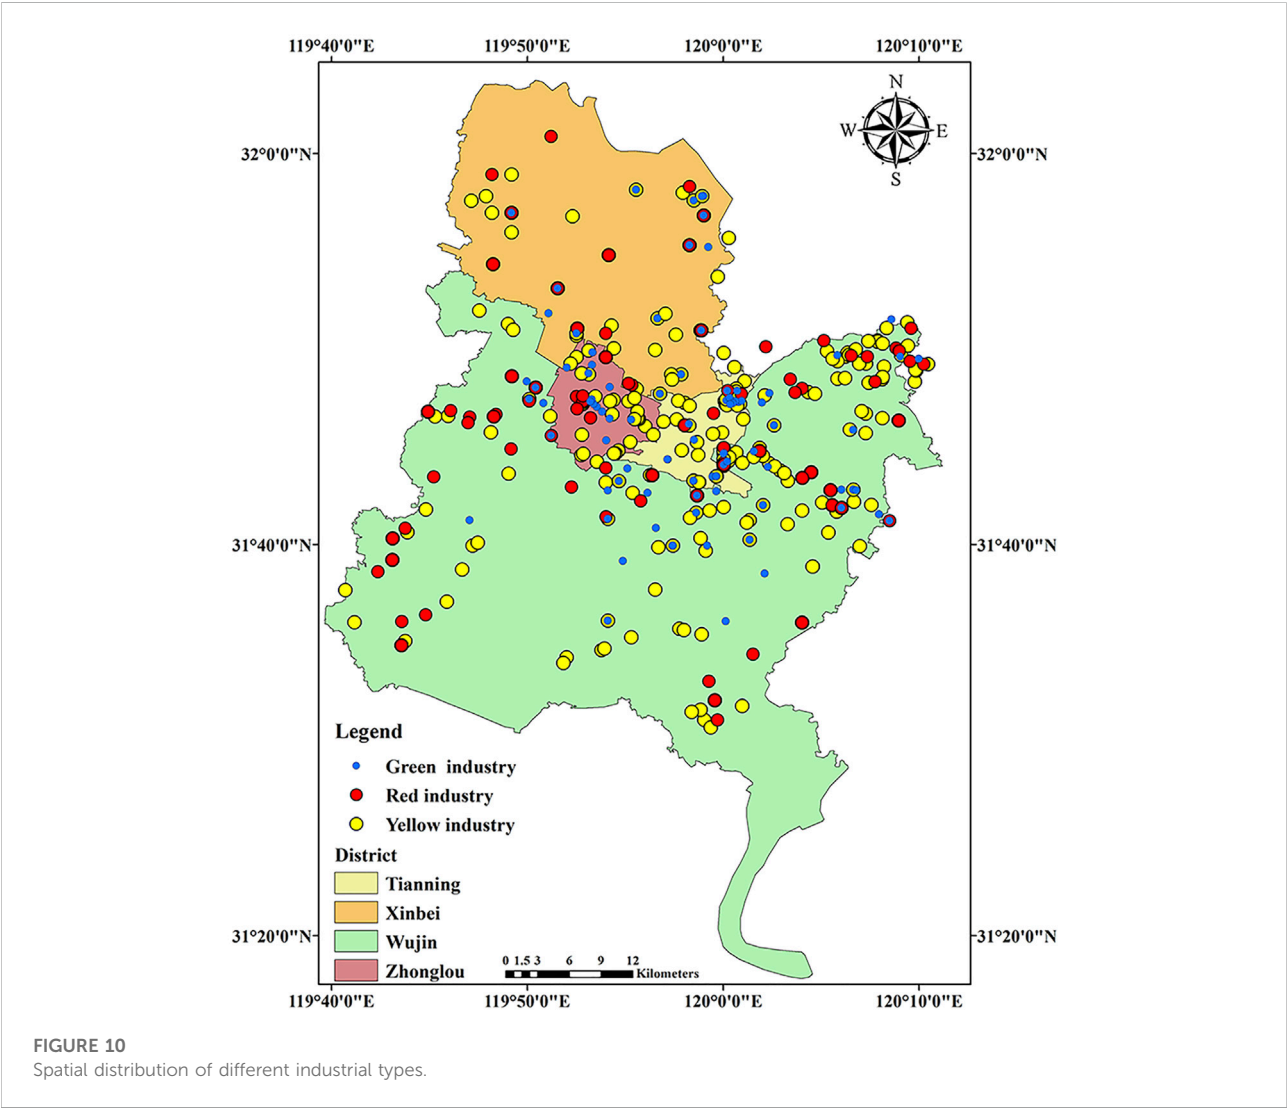 119°40'0"E 119°50'0"E 120°0'0"E 120°10'0"E
N
W E
S
32°0'0"N 32°0'0"N
31°40'0"N 31°40'0"N
Legend
Green industry
Red industry
Yellow industry
District
Tianning
Xinbei
31°20'0"N 31°20'0"N
Wujin
Zhonglou
0 1.5 3 6 9 12
Kilometers
119°40'0"E 119°50'0"E 120°0'0"E 120°10'0"E
FIGURE 10
Spatial distribution of different industrial types.